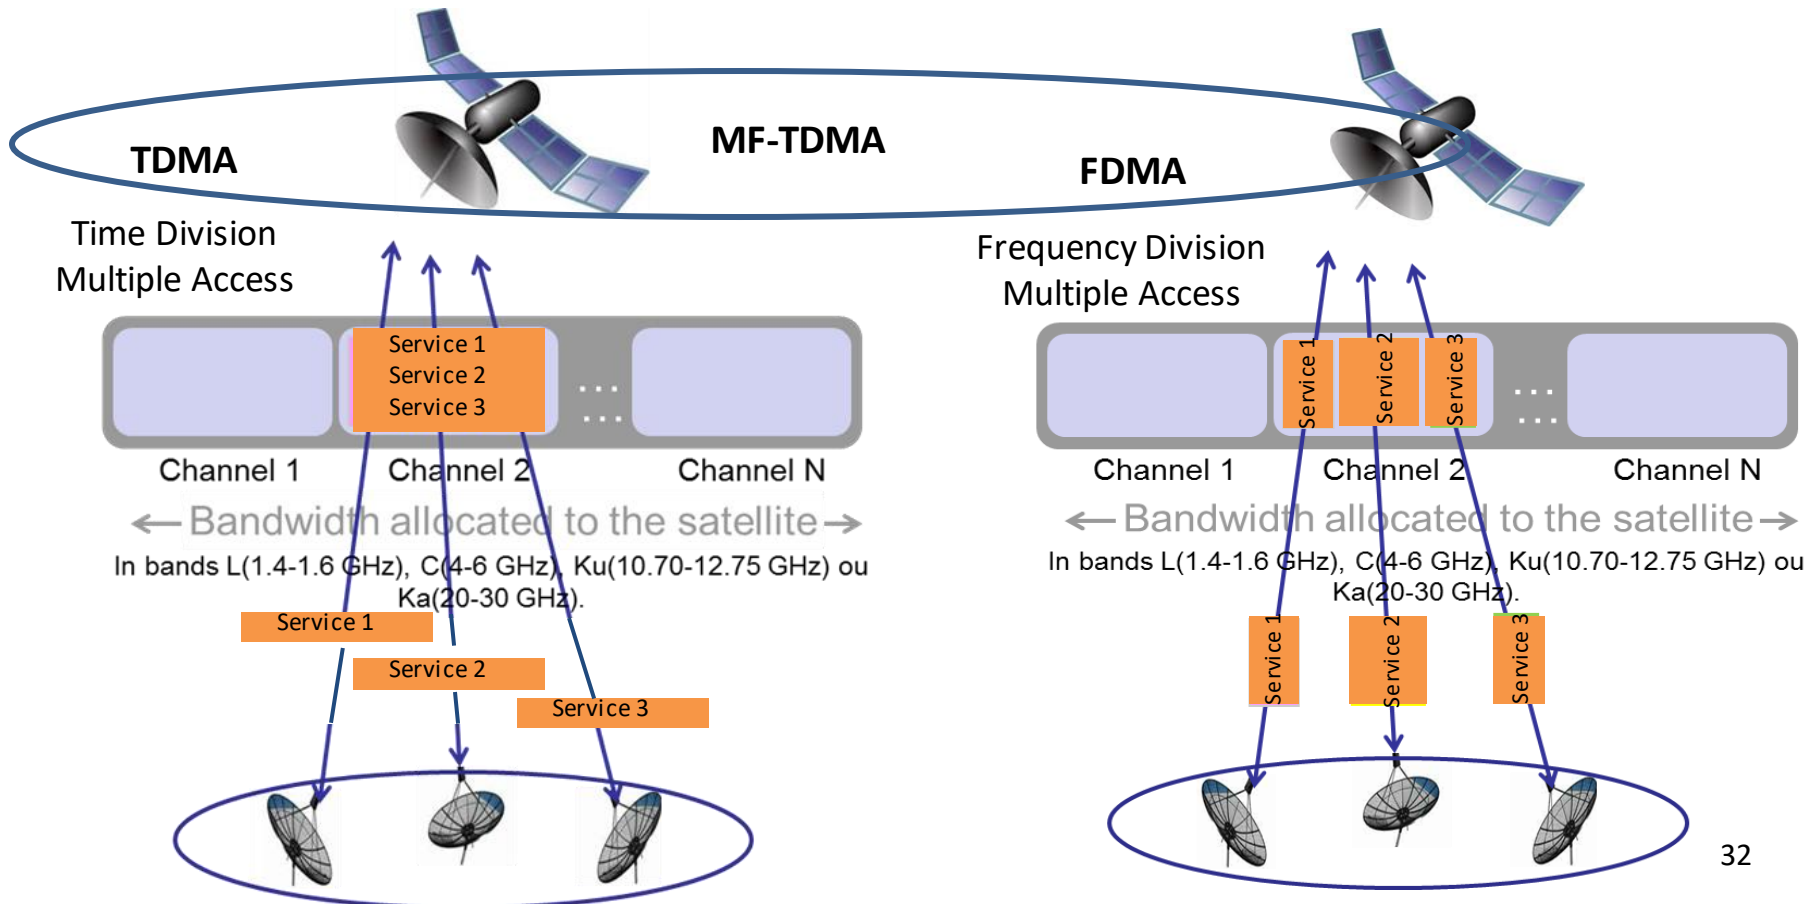 TDMA
MF-TDMA
FDMA
Time Division
Multiple Access
Service 1
Service 2
Service 3
... ...
Channel 1
Channel 2
Channel N
← Bandwidth allocated to the satellite →
In bands L(1.4-1.6 GHz), C(4-6 GHz), Ku(10.70-12.75 GHz) ou
Ka(20-30 GHz).
Service 1
Service 2
Service 3
Frequency Division
Multiple Access
Service 1
Service 2
Service 3
... ...
Channel 1
Channel 2
Channel N
← Bandwidth allocated to the satellite →
In bands L(1.4-1.6 GHz), C(4-6 GHz), Ku(10.70-12.75 GHz) ou
Ka(20-30 GHz).
Service 1
Service 2
Service 3
32